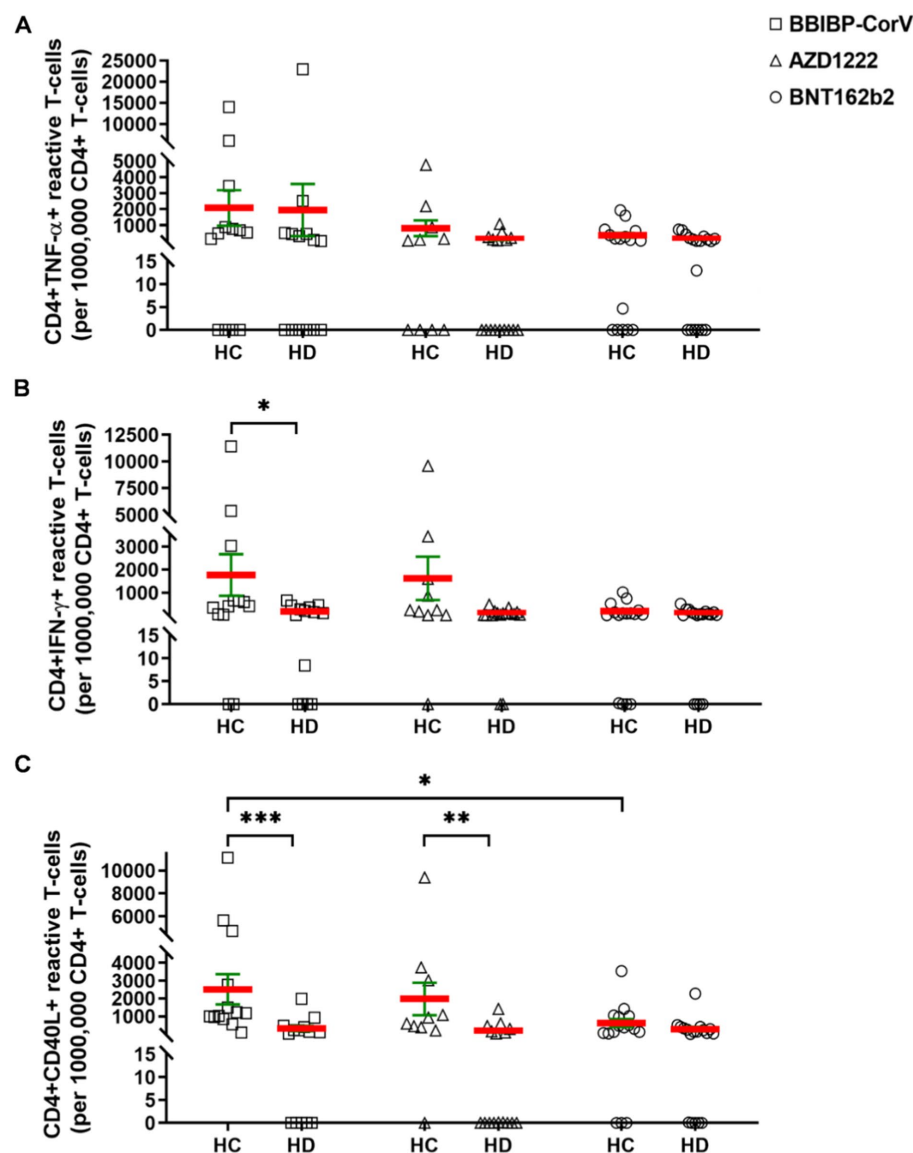 A
□ BBIBP-CorV
△ AZD1222
○ BNT162b2
CD4+TNF-α+ reactive T-cells
(per 1000,000 CD4+ T-cells)
25000
20000
15000
10000
5000
4000
3000
2000
1000
15
10
5
0
HC HD HC HD HC HD
B
*
CD4+IFN-γ+ reactive T-cells
(per 1000,000 CD4+ T-cells)
12500
10000
7500
5000
3000
2000
1000
15
10
5
0
HC HD HC HD HC HD
C
*
*** **
CD4+CD40L+ reactive T-cells
(per 1000,000 CD4+ T-cells)
10000
8000
6000
4000
3000
2000
1000
15
10
5
0
HC HD HC HD HC HD